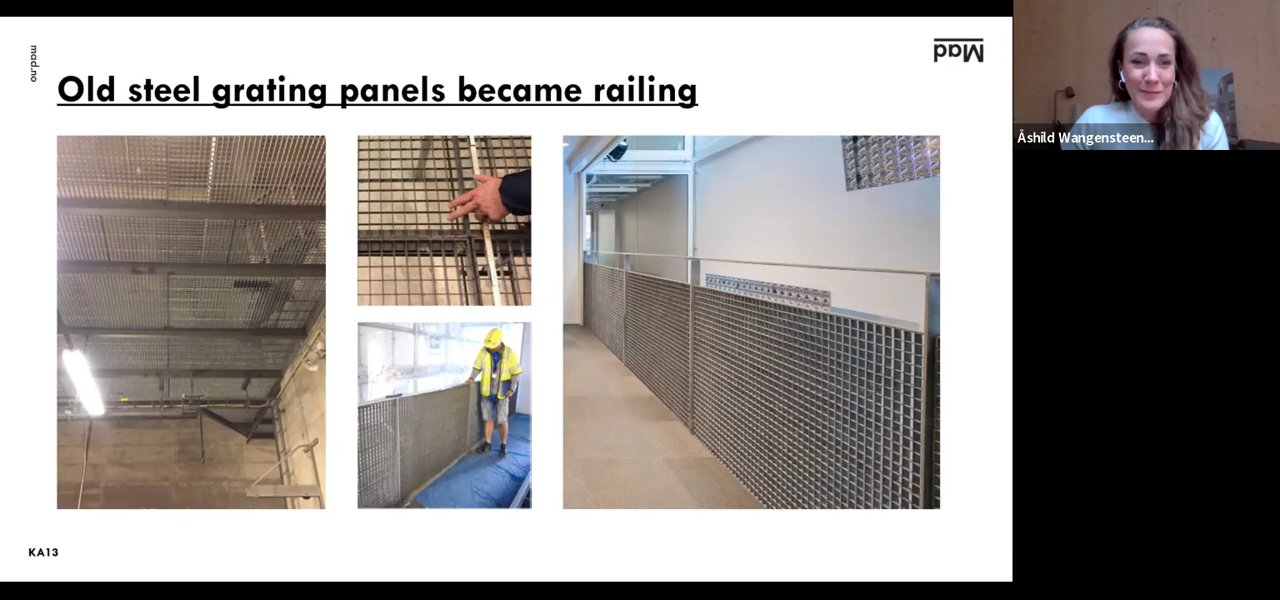 mad.no
Mad
Old steel grating panels became railing
KA13
Åshild Wangensteen...